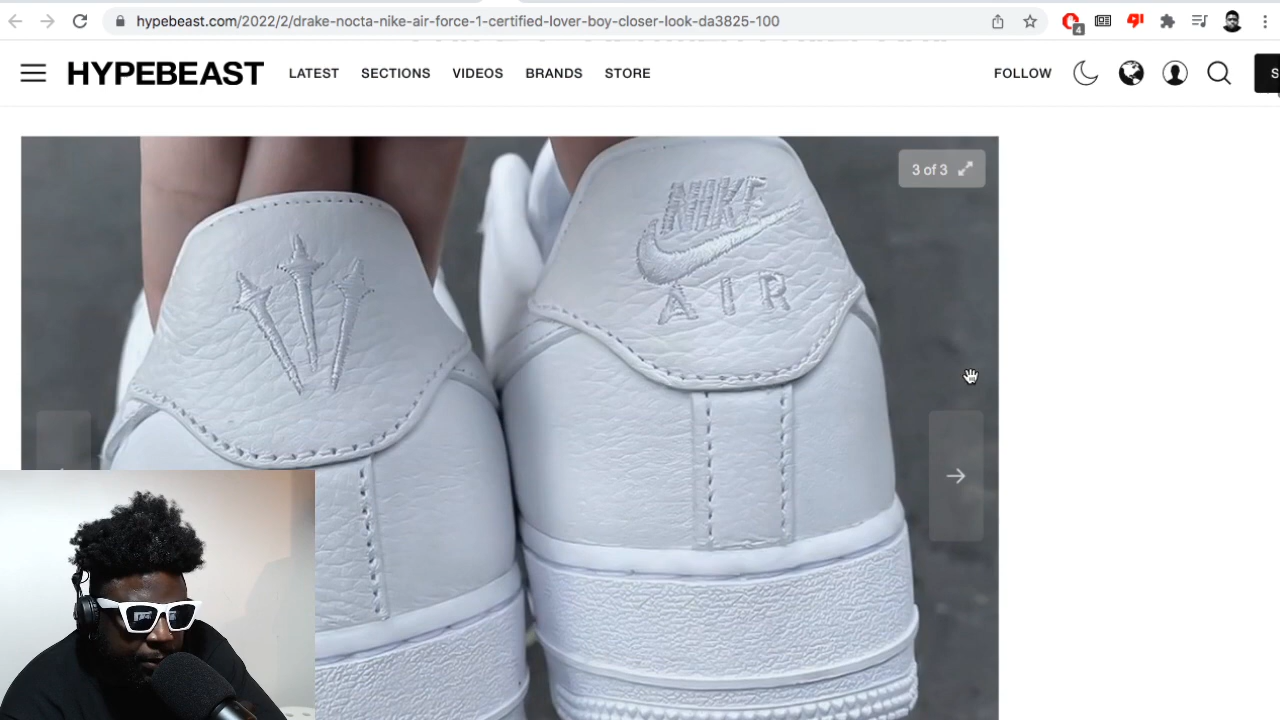 hypebeast.com/2022/2/drake-nocta-nike-air-force-1-certified-lover-boy-closer-look-da3825-100
4
HYPEBEAST LATEST SECTIONS VIDEOS BRANDS STORE FOLLOW S
3 of 3
NIKE
AIR